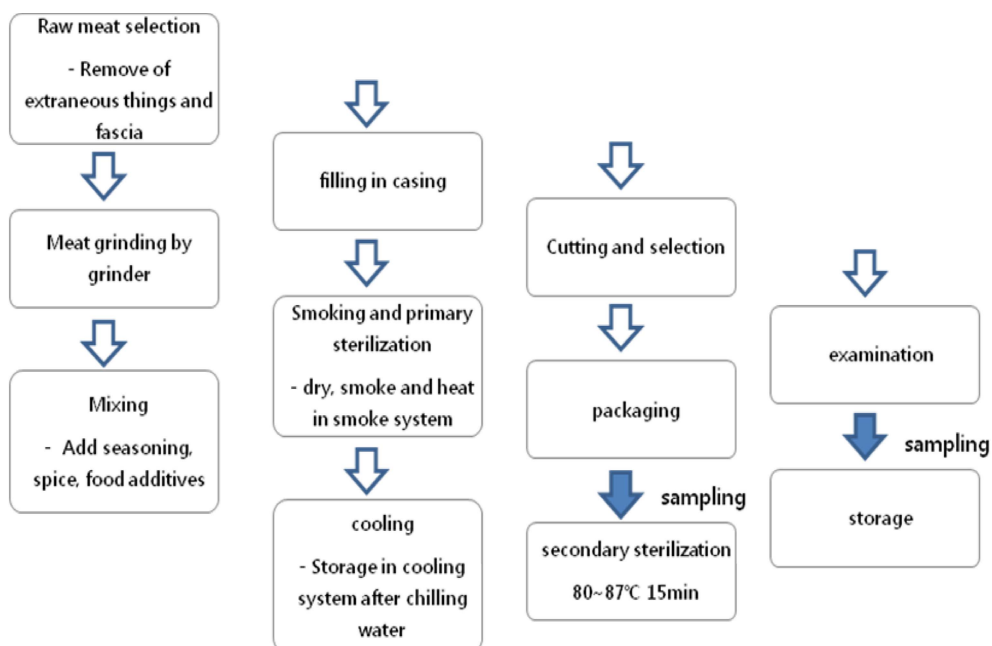 Raw meat selection
- Remove of
extraneous things and
fascia
Meat grinding by
grinder
Mixing
- Add seasoning,
spice, food additives
filling in casing
Smoking and primary
sterilization
- dry, smoke and heat
in smoke system
cooling
- Storage in cooling
system after chilling
water
Cutting and selection
packaging
sampling
secondary sterilization
80~87℃ 15min
examination
sampling
storage